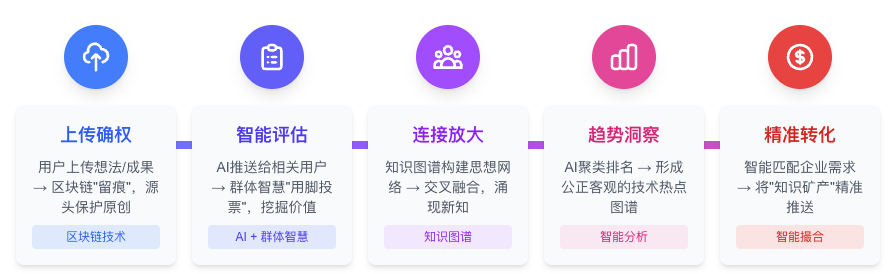 上传确权
用户上传想法/成果
→ 区块链"留痕"，源
头保护原创
区块链技术
智能评估
AI推送给相关用户
→ 群体智慧"用脚投
票"，挖掘价值
AI + 群体智慧
连接放大
知识图谱构建思想网
络 → 交叉融合，涌
现新知
知识图谱
趋势洞察
AI聚类排名 → 形成
公正客观的技术热点
图谱
智能分析
精准转化
智能匹配企业需求
→ 将"知识矿产"精准
推送
智能撮合